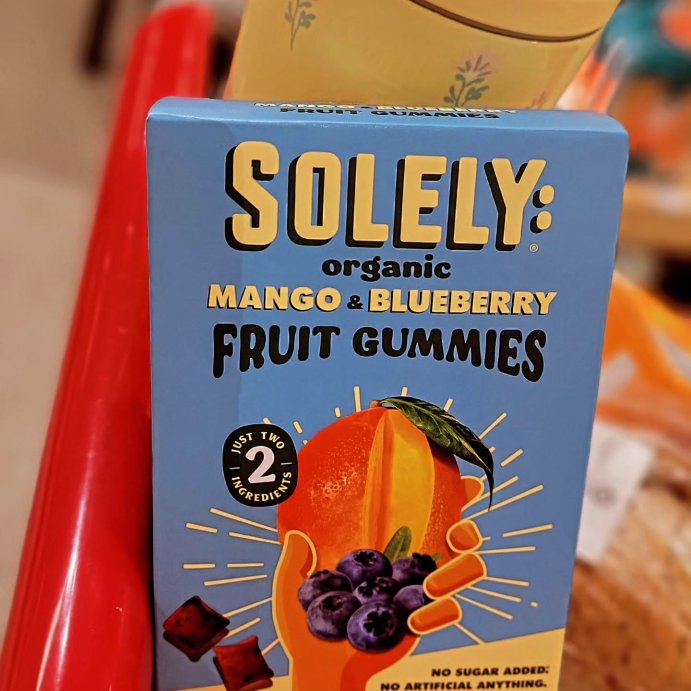 MANGO & BLUEBERRY
FRUIT GUMMIES
SOLELY:®
organic
MANGO & BLUEBERRY
FRUIT GUMMIES
JUST TWO
2
INGREDIENTS
NO SUGAR ADDED;
NO ARTIFICIAL ANYTHING.